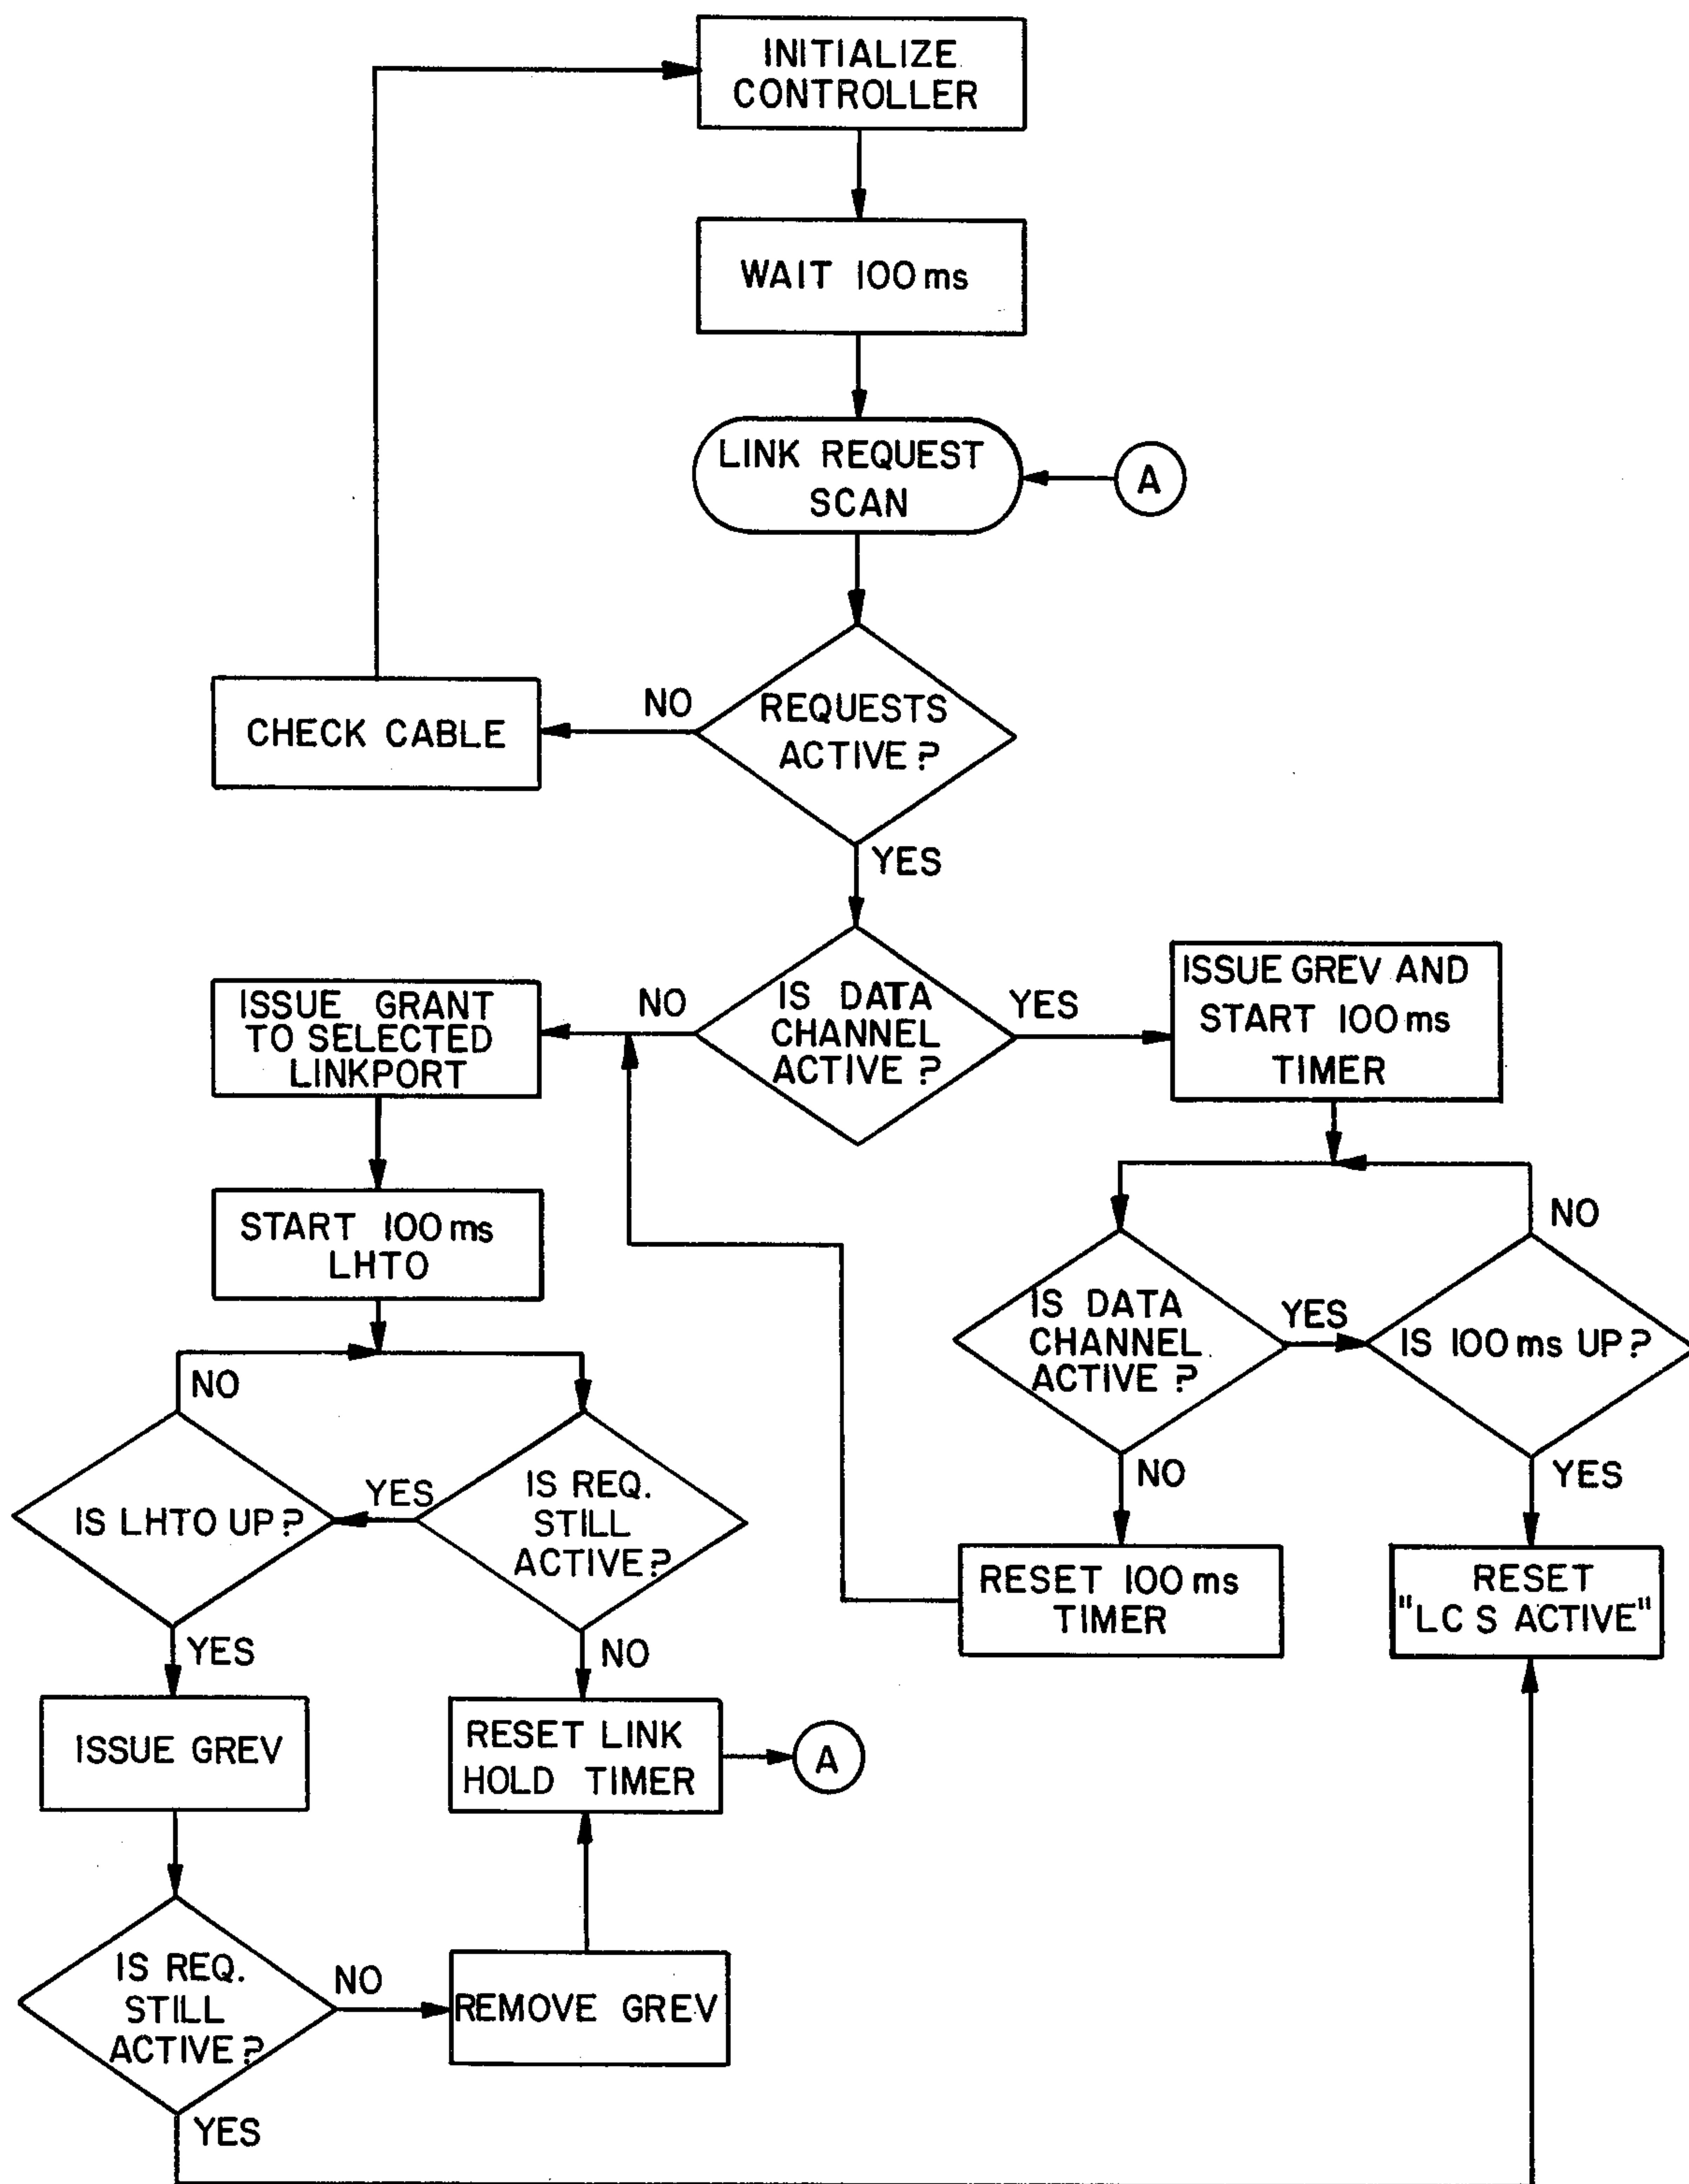 INITIALIZE
CONTROLLER
WAIT 100 ms
LINK REQUEST
SCAN
A
REQUESTS
ACTIVE?
NO
CHECK CABLE
YES
IS DATA
CHANNEL
ACTIVE?
NO
YES
ISSUE GRANT
TO SELECTED
LINKPORT
ISSUE GREV AND
START 100 ms
TIMER
START 100 ms
LHTO
NO
IS DATA
CHANNEL
ACTIVE?
YES
IS 100 ms UP?
NO
NO
YES
IS LHTO UP?
YES
IS REQ.
STILL
ACTIVE?
RESET 100 ms
TIMER
RESET
"LC S ACTIVE"
YES
NO
ISSUE GREV
RESET LINK
HOLD TIMER
A
IS REQ.
STILL
ACTIVE?
NO
REMOVE GREV
YES